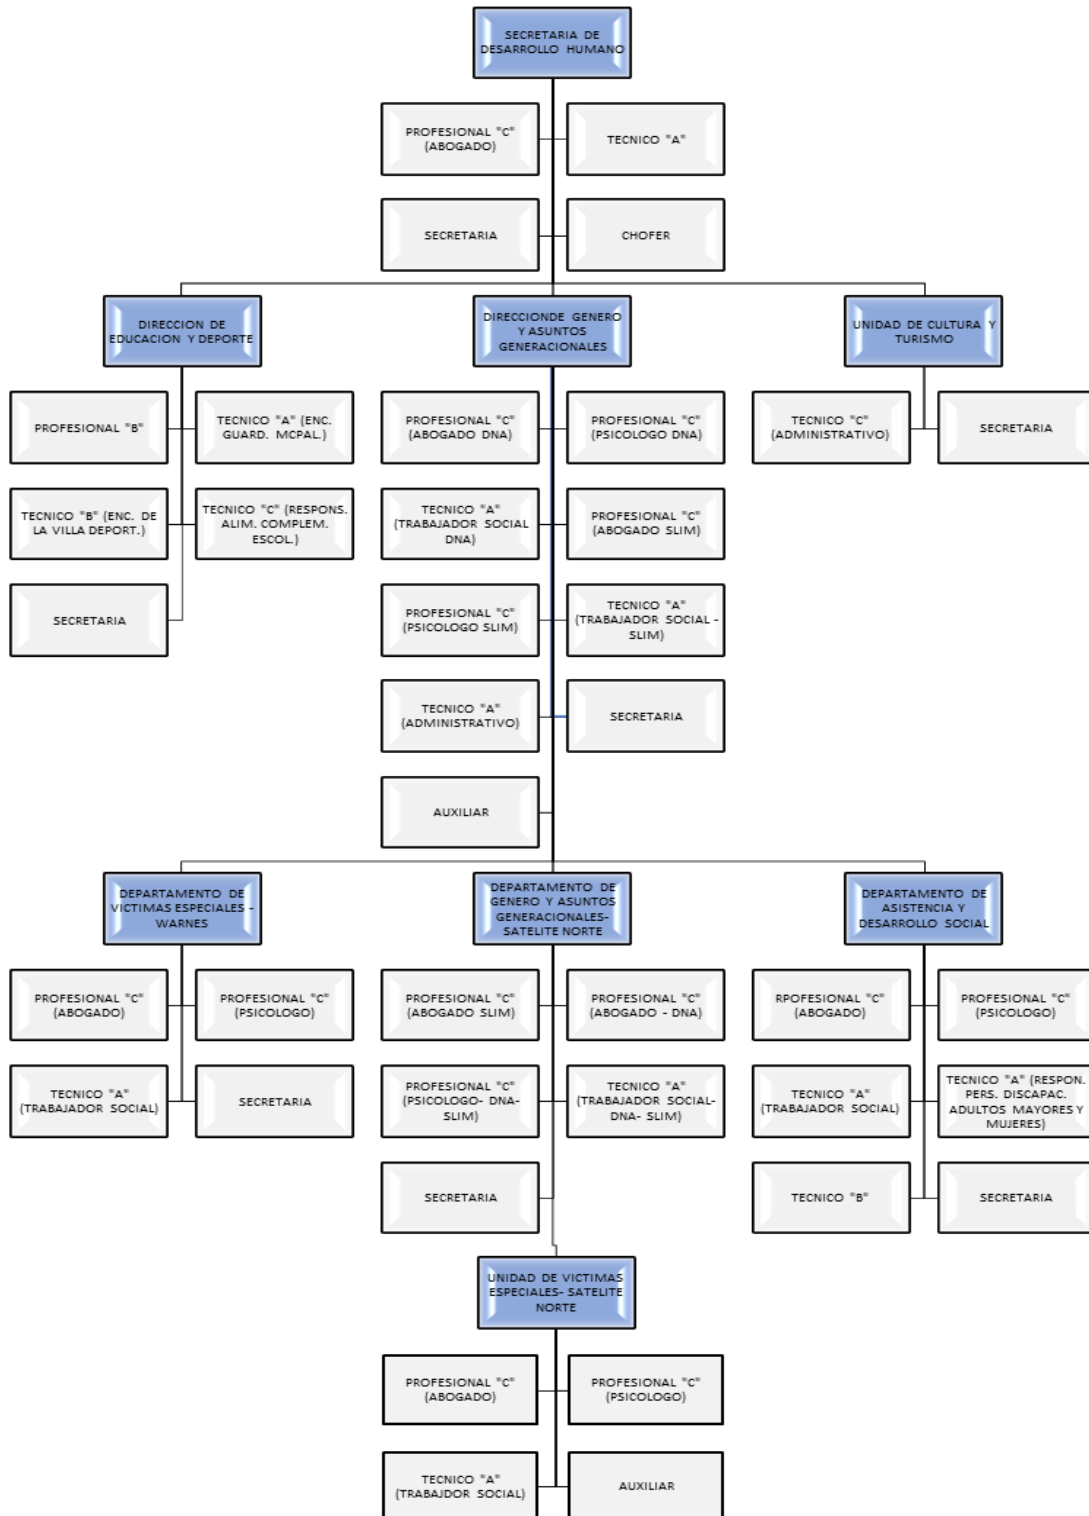 SECRETARIA DE
DESARROLLO HUMANO
PROFESIONAL "C"
(ABOGADO)
TECNICO "A"
SECRETARIA
CHOFER
DIRECCION DE
EDUCACION Y DEPORTE
DIRECCIONDE GENERO
Y ASUNTOS
GENERACIONALES
UNIDAD DE CULTURA Y
TURISMO
PROFESIONAL "B"
TECNICO "A" (ENC.
GUARD. MCPAL.)
PROFESIONAL "C"
(ABOGADO DNA)
PROFESIONAL "C"
(PSICOLOGO DNA)
TECNICO "C"
(ADMINISTRATIVO)
SECRETARIA
TECNICO "B" (ENC. DE
LA VILLA DEPORT.)
TECNICO "C" (RESPONS.
ALIM. COMPLEM.
ESCOL.)
TECNICO "A"
(TRABAJADOR SOCIAL
DNA)
PROFESIONAL "C"
(ABOGADO SLIM)
SECRETARIA
PROFESIONAL "C"
(PSICOLOGO SLIM)
TECNICO "A"
(TRABAJADOR SOCIAL -
SLIM)
TECNICO "A"
(ADMINISTRATIVO)
SECRETARIA
AUXILIAR
DEPARTAMENTO DE
VICTIMAS ESPECIALES -
WARNES
DEPARTAMENTO DE
GENERO Y ASUNTOS
GENERACIONALES-
SATELITE NORTE
DEPARTAMENTO DE
ASISTENCIA Y
DESARROLLO SOCIAL
PROFESIONAL "C"
(ABOGADO)
PROFESIONAL "C"
(PSICOLOGO)
PROFESIONAL "C"
(ABOGADO SLIM)
PROFESIONAL "C"
(ABOGADO - DNA)
RPOFESIONAL "C"
(ABOGADO)
PROFESIONAL "C"
(PSICOLOGO)
TECNICO "A"
(TRABAJADOR SOCIAL)
SECRETARIA
PROFESIONAL "C"
(PSICOLOGO- DNA-
SLIM)
TECNICO "A"
(TRABAJADOR SOCIAL-
DNA- SLIM)
TECNICO "A"
(TRABAJADOR SOCIAL)
TECNICO "A" (RESPON.
PERS. DISCAPAC.
ADULTOS MAYORES Y
MUJERES)
SECRETARIA
TECNICO "B"
SECRETARIA
UNIDAD DE VICTIMAS
ESPECIALES- SATELITE
NORTE
PROFESIONAL "C"
(ABOGADO)
PROFESIONAL "C"
(PSICOLOGO)
TECNICO "A"
(TRABAJDOR SOCIAL)
AUXILIAR